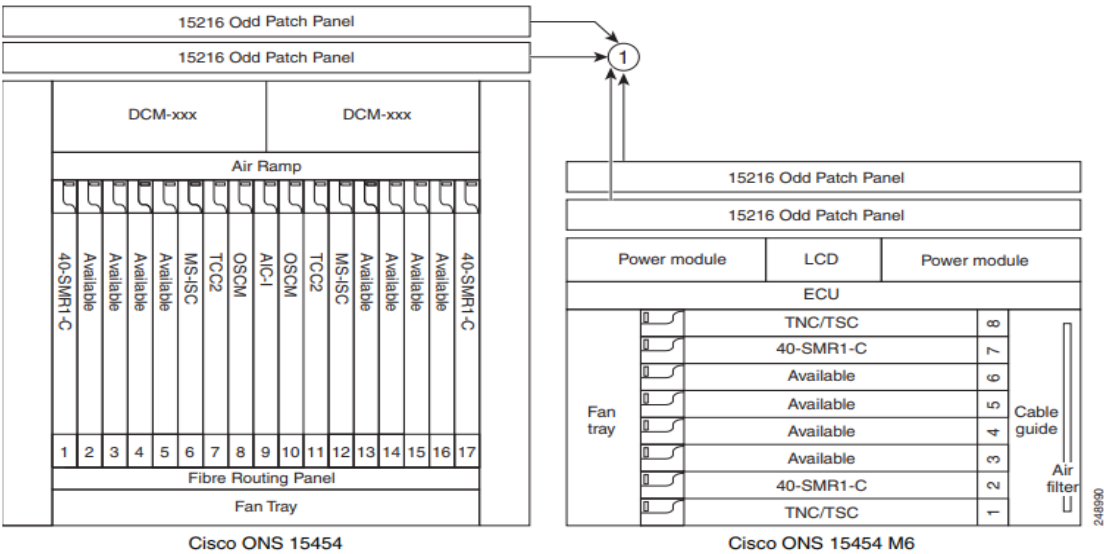 15216 Odd Patch Panel
15216 Odd Patch Panel
1
DCM-xxx
DCM-xxx
Air Ramp
40-SMR1-C
Available
Available
Available
Available
MS-ISC
TCC2
OSCM
AIC-I
OSCM
TCC2
MS-ISC
Available
Available
Available
Available
40-SMR1-C
1 2 3 4 5 6 7 8 9 10 11 12 13 14 15 16 17
Fibre Routing Panel
Fan Tray
Cisco ONS 15454
15216 Odd Patch Panel
15216 Odd Patch Panel
Power module LCD Power module
ECU
TNC/TSC 8
40-SMR1-C 7
Available 6
Available 5
Available 4
Available 3
40-SMR1-C 2
TNC/TSC 1
Fan
tray
Cable
guide
Air
filter
248990
Cisco ONS 15454 M6